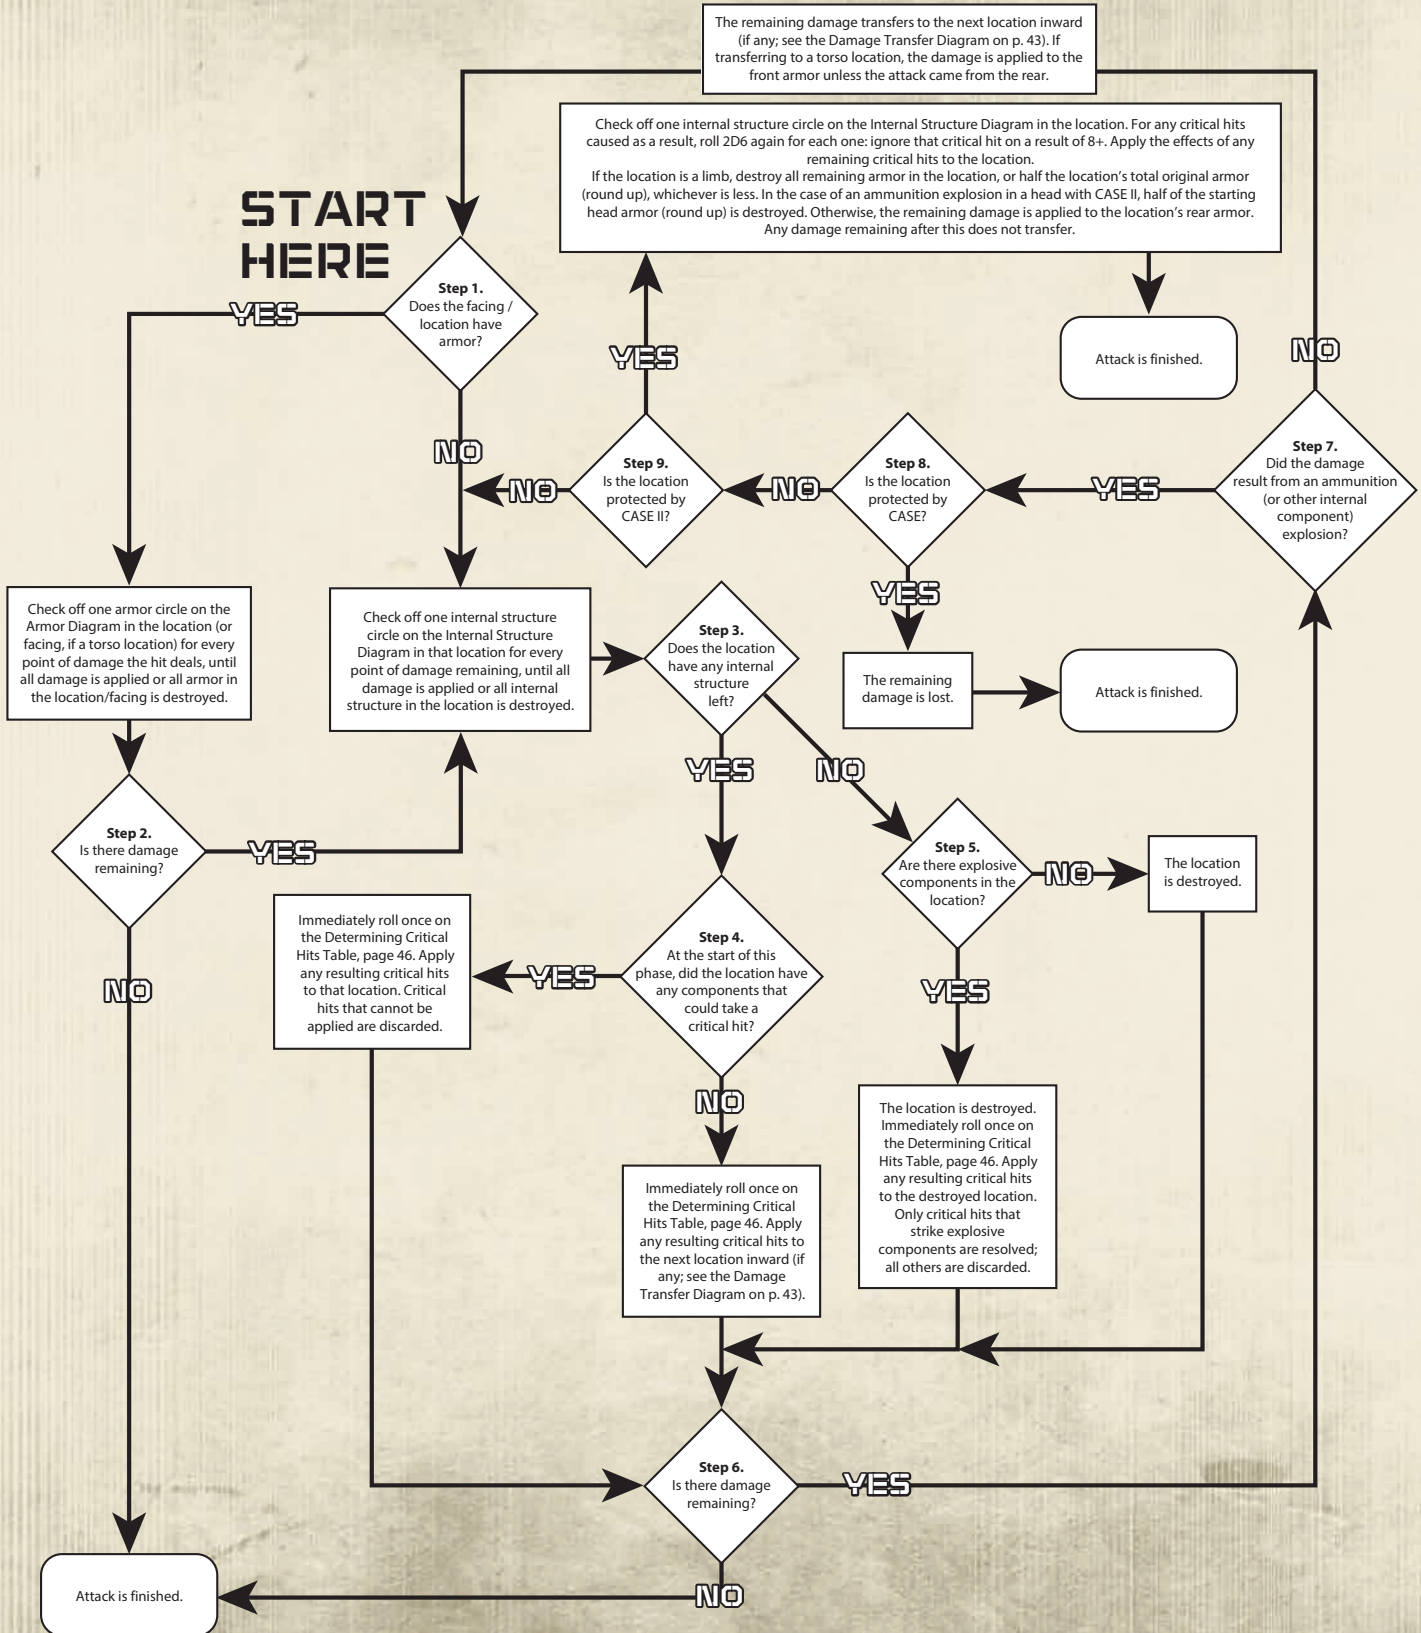 The remaining damage transfers to the next location inward
(if any; see the Damage Transfer Diagram on p. 43). If
transferring to a torso location, the damage is applied to the
front armor unless the attack came from the rear.
Check off one internal structure circle on the Internal Structure Diagram in the location. For any critical hits
caused as a result, roll 2D6 again for each one: ignore that critical hit on a result of 8+. Apply the effects of any
remaining critical hits to the location.
If the location is a limb, destroy all remaining armor in the location, or half the location's total original armor
(round up), whichever is less. In the case of an ammunition explosion in a head with CASE II, half of the starting
head armor (round up) is destroyed. Otherwise, the remaining damage is applied to the location's rear armor.
Any damage remaining after this does not transfer.
START
HERE
Step 1.
Does the facing /
location have
armor?
YES
NO
YES
Attack is finished.
NO
Step 9.
Is the location
protected by
CASE II?
NO
Step 8.
Is the location
protected by
CASE?
NO
YES
Step 7.
Did the damage
result from an ammunition
(or other internal
component)
explosion?
YES
Check off one armor circle on the
Armor Diagram in the location (or
facing, if a torso location) for every
point of damage the hit deals, until
all damage is applied or all armor in
the location/facing is destroyed.
Check off one internal structure
circle on the Internal Structure
Diagram in that location for every
point of damage remaining, until all
damage is applied or all internal
structure in the location is destroyed.
Step 3.
Does the location
have any internal
structure
left?
The remaining
damage is lost.
Attack is finished.
YES
NO
Step 2.
Is there damage
remaining?
YES
NO
Step 5.
Are there explosive
components in the
location?
NO
The location
is destroyed.
YES
Immediately roll once on
the Determining Critical
Hits Table, page 46. Apply
any resulting critical hits
to that location. Critical
hits that cannot be
applied are discarded.
YES
Step 4.
At the start of this
phase, did the location have
any components that
could take a
critical hit?
NO
Immediately roll once on
the Determining Critical
Hits Table, page 46. Apply
any resulting critical hits to
the next location inward (if
any; see the Damage
Transfer Diagram on p. 43).
The location is destroyed.
Immediately roll once on
the Determining Critical
Hits Table, page 46. Apply
any resulting critical hits
to the destroyed location.
Only critical hits that
strike explosive
components are resolved;
all others are discarded.
Step 6.
Is there damage
remaining?
YES
NO
Attack is finished.